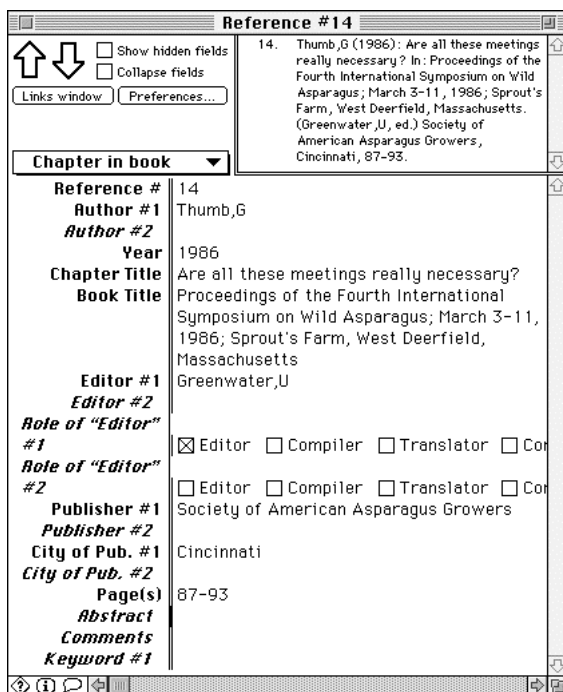 Reference #14
Show hidden fields
Collapse fields
Links window Preferences...
Chapter in book
14. Thumb,G (1986): Are all these meetings
really necessary? In: Proceedings of the
Fourth International Symposium on Wild
Asparagus; March 3-11, 1986; Sprout's
Farm, West Deerfield, Massachusetts.
(Greenwater,U, ed.) Society of
American Asparagus Growers,
Cincinnati, 87-93.
Reference # 14
Author #1 Thumb,G
Author #2
Year 1986
Chapter Title Are all these meetings really necessary?
Book Title Proceedings of the Fourth International
Symposium on Wild Asparagus; March 3-11,
1986; Sprout's Farm, West Deerfield,
Massachusetts
Editor #1 Greenwater,U
Editor #2
Role of "Editor"
#1 Editor Compiler Translator Cor
Role of "Editor"
#2 Editor Compiler Translator Cor
Publisher #1 Society of American Asparagus Growers
Publisher #2
City of Pub. #1 Cincinnati
City of Pub. #2
Page(s) 87-93
Abstract
Comments
Keyword #1